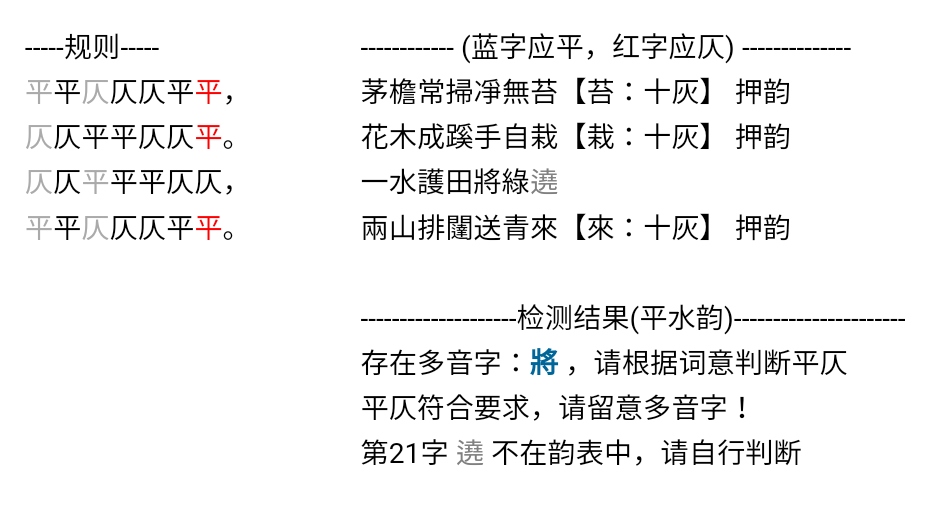 -----规则-----
平平仄仄仄平平，
仄仄平平仄仄平。
仄仄平平平仄仄，
平平仄仄仄平平。
------------ (蓝字应平，红字应仄) --------------
茅檐常掃凈無苔【苔：十灰】 押韵
花木成蹊手自栽【栽：十灰】 押韵
一水護田將綠遶
兩山排闥送青來【來：十灰】 押韵
--------------------检测结果(平水韵)----------------------
存在多音字：將 ，请根据词意判断平仄
平仄符合要求，请留意多音字！
第21字 遶 不在韵表中，请自行判断